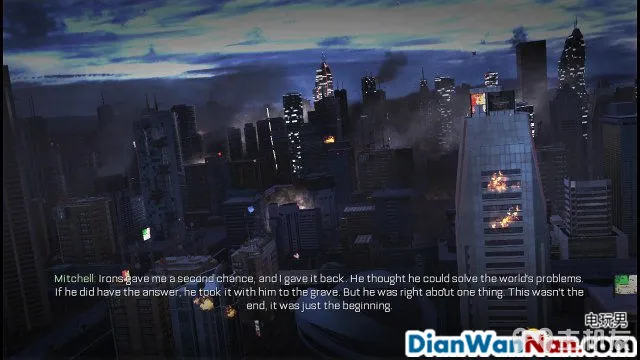 Mitchell: Irons gave me a second chance, and I gave it back. He thought he could solve the world's problems.
If he did have the answer, he took it with him to the grave. But he was right about one thing. This wasn't the
end, it was just the beginning.
电玩男
DianWanNan.com